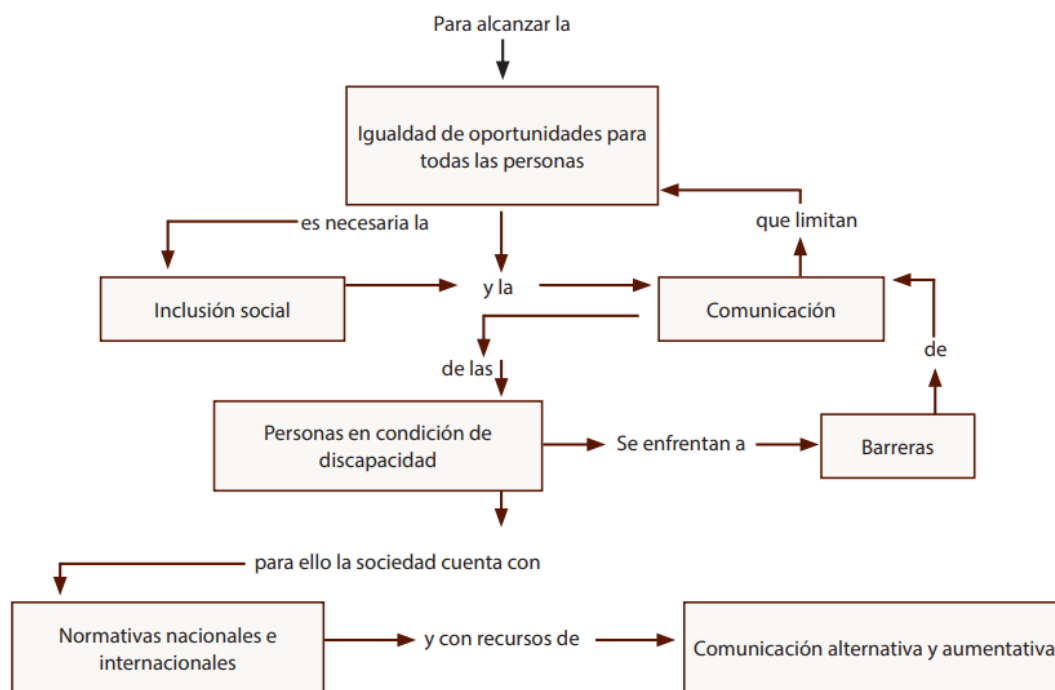 Para alcanzar la
Igualdad de oportunidades para
todas las personas
es necesaria la
que limitan
Inclusión social
y la
Comunicación
de las
de
Personas en condición de
discapacidad
Se enfrentan a
Barreras
para ello la sociedad cuenta con
Normativas nacionales e
internacionales
y con recursos de
Comunicación alternativa y aumentativa